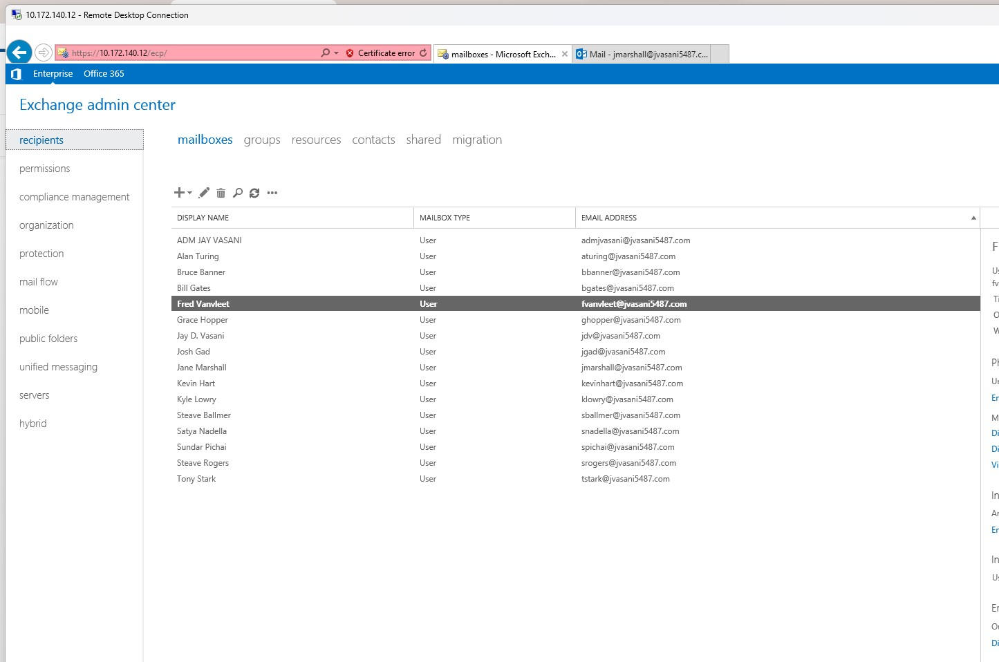 10.172.140.12 - Remote Desktop Connection
https://10.172.140.12/ecp/ Certificate error mailboxes - Microsoft Exch... Mail - jmarshall@jvasani5487.c...
Enterprise Office 365
Exchange admin center
recipients
permissions
compliance management
organization
protection
mail flow
mobile
public folders
unified messaging
servers
hybrid
mailboxes groups resources contacts shared migration
DISPLAY NAME MAILBOX TYPE EMAIL ADDRESS
ADM JAY VASANI User admjvasani@jvasani5487.com
Alan Turing User aturing@jvasani5487.com
Bruce Banner User bbanner@jvasani5487.com
Bill Gates User bgates@jvasani5487.com
Fred Vanvleet User fvanvleet@jvasani5487.com
Grace Hopper User ghopper@jvasani5487.com
Jay D. Vasani User jdv@jvasani5487.com
Josh Gad User jgad@jvasani5487.com
Jane Marshall User jmarshall@jvasani5487.com
Kevin Hart User kevinhart@jvasani5487.com
Kyle Lowry User klowry@jvasani5487.com
Steave Ballmer User sballmer@jvasani5487.com
Satya Nadella User snadella@jvasani5487.com
Sundar Pichai User spichai@jvasani5487.com
Steave Rogers User srogers@jvasani5487.com
Tony Stark User tstark@jvasani5487.com